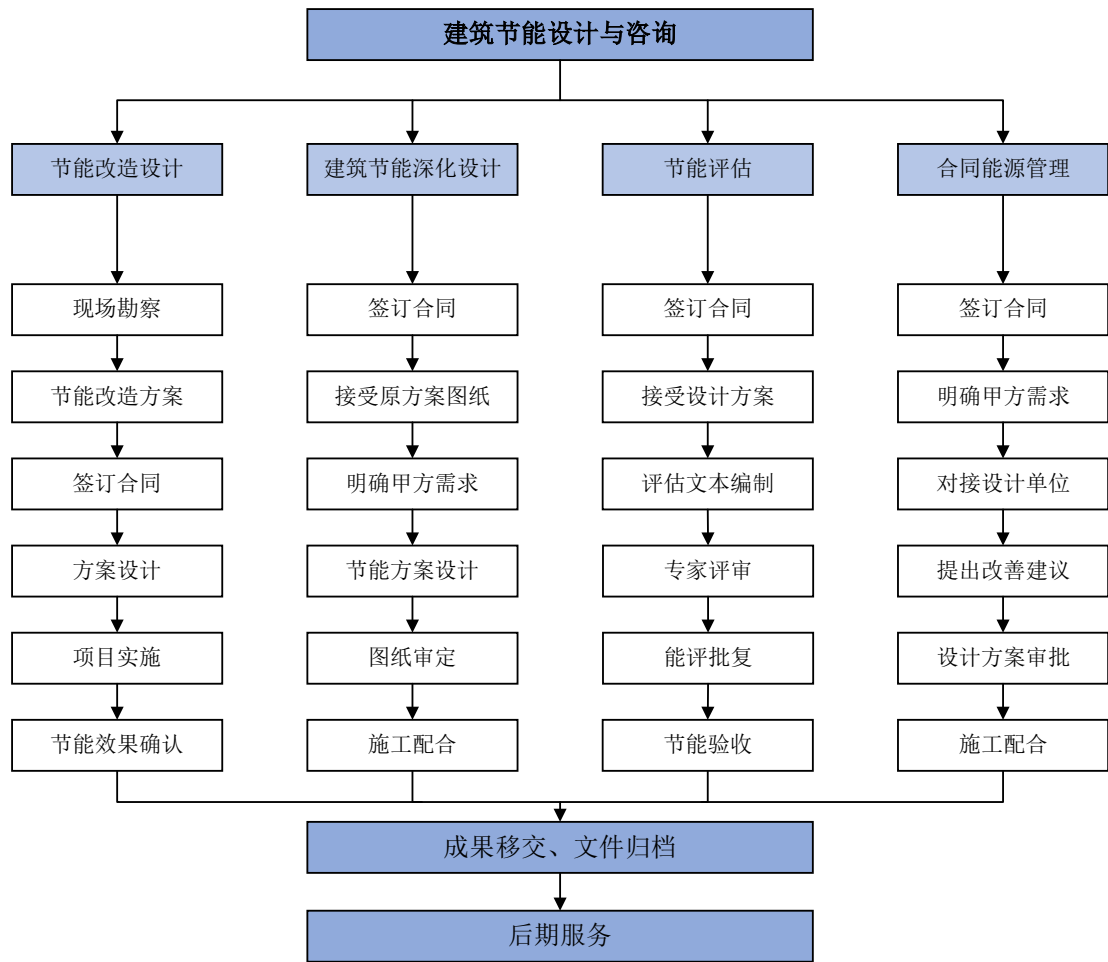 建筑节能设计与咨询
节能改造设计
建筑节能深化设计
节能评估
合同能源管理
现场勘察
签订合同
签订合同
签订合同
节能改造方案
接受原方案图纸
接受设计方案
明确甲方需求
签订合同
明确甲方需求
评估文本编制
对接设计单位
方案设计
节能方案设计
专家评审
提出改善建议
项目实施
图纸审定
能评批复
设计方案审批
节能效果确认
施工配合
节能验收
施工配合
成果移交、文件归档
后期服务